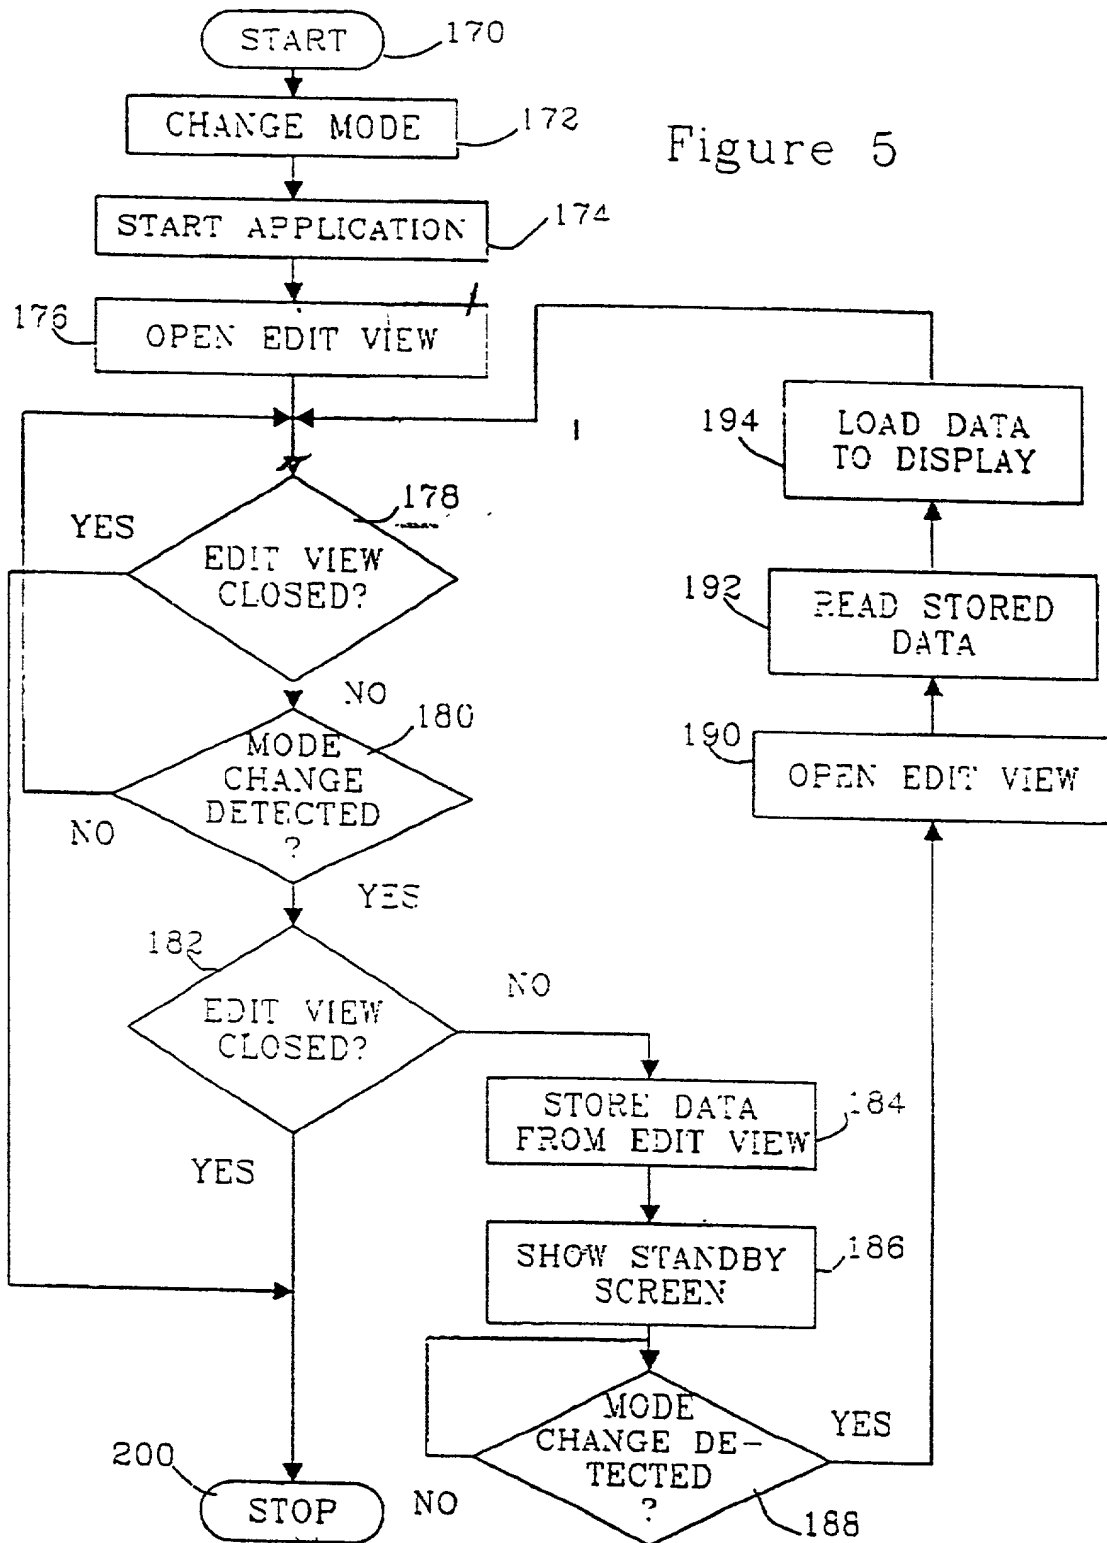 START
170
CHANGE MODE
172
Figure 5
START APPLICATION
174
176
OPEN EDIT VIEW
178
YES
EDIT VIEW
CLOSED?
NO
180
MODE
CHANGE
DETECTED
?
NO
YES
182
EDIT VIEW
CLOSED?
NO
YES
STORE DATA
FROM EDIT VIEW
184
SHOW STANDBY
SCREEN
186
MODE
CHANGE DE-
TECTED
?
YES
NO
188
190
OPEN EDIT VIEW
192
READ STORED
DATA
194
LOAD DATA
TO DISPLAY
200
STOP